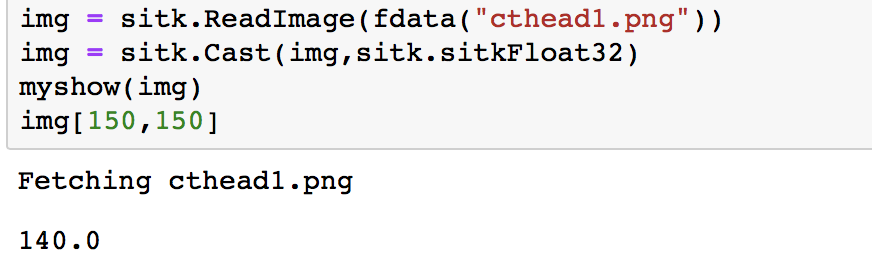 img = sitk.ReadImage(fdata("cthead1.png"))
img = sitk.Cast(img,sitk.sitkFloat32)
myshow(img)
img[150,150]
Fetching cthead1.png
140.0